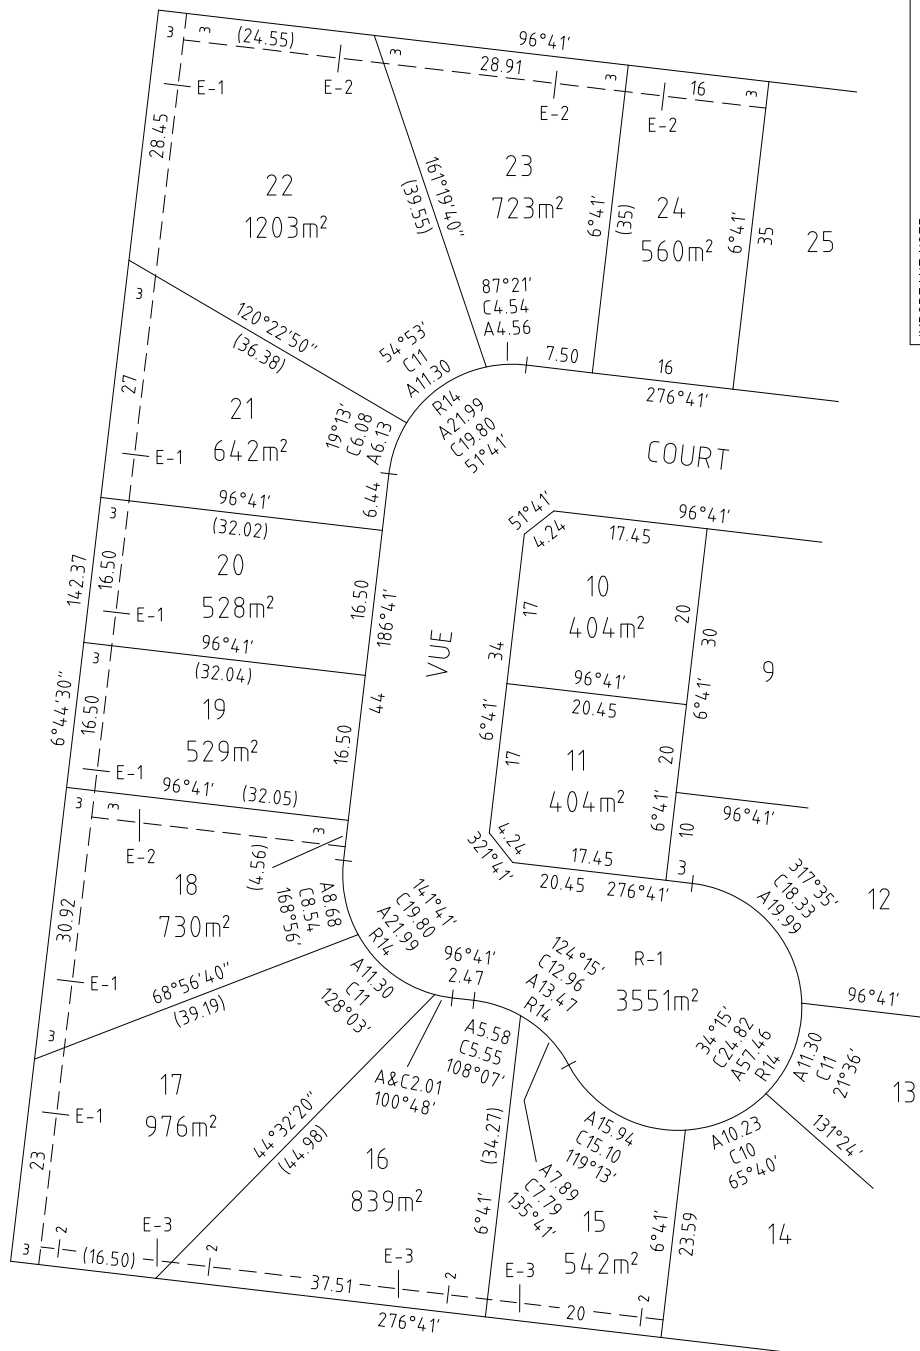 3
3
(24.55)
96°41'
3
28.91
3
16
3
E-1
E-2
E-2
E-2
28.45
22
1203m²
161°19'40"
(39.55)
23
723m²
6°41'
(35)
24
560m²
6°41'
35
25
3
120°22'50"
(36.38)
87°21'
C4.54
A4.56
7.50
16
276°41'
54°53'
C11
A11.30
R14
A21.99
C19.80
51°41'
27
21
642m²
19°13'
C6.08
A6.13
6.44
E-1
COURT
96°41'
(32.02)
3
51°41'
4.24
17.45
96°41'
142.37
16.50
20
528m²
16.50
186°41'
E-1
10
404m²
17
20
30
34
VUE
9
96°41'
(32.04)
3
96°41'
20.45
6°41'
6°41'
6°44'30"
16.50
19
529m²
16.50
44
11
404m²
17
20
E-1
96°41'
(32.05)
6°41'
10
96°41'
3
3
3
E-2
(4.56)
4.24
321°41'
17.45
20.45
276°41'
3
18
730m²
A8.68
C8.54
168°56'
141°41'
C19.80
A21.99
R14
317°35'
C18.33
A19.99
12
30.92
E-1
68°56'40"
(39.19)
A11.30
C11
128°03'
96°41'
2.47
124°15'
C12.96
A13.47
R14
R-1
3551m²
96°41'
3
34°15'
C24.82
A57.46
R14
A11.30
C11
21°36'
13
A5.58
C5.55
108°07'
A&C2.01
100°48'
17
976m²
E-1
44°32'20"
(44.98)
(34.27)
6°41'
A15.94
C15.10
119°13'
A10.23
C10
65°40'
131°24'
23
16
839m²
A7.89
C7.79
135°41'
15
542m²
6°41'
23.59
14
3
2
(16.50)
E-3
2
37.51
E-3
2
E-3
20
2
276°41'